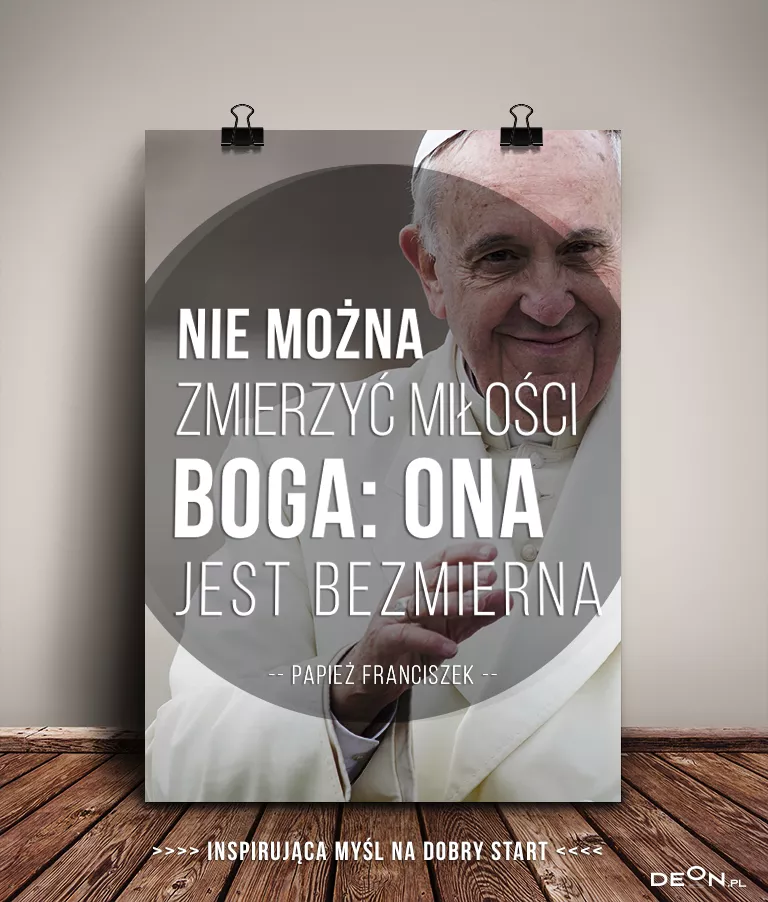 NIE MOŻNA
ZMIERZYĆ MIŁOŚCI
BOGA: ONA
JEST BEZMIERNA
-- PAPIEŻ FRANCISZEK --
>>>> INSPIRUJĄCA MYŚL NA DOBRY START <<<<
DEON.PL